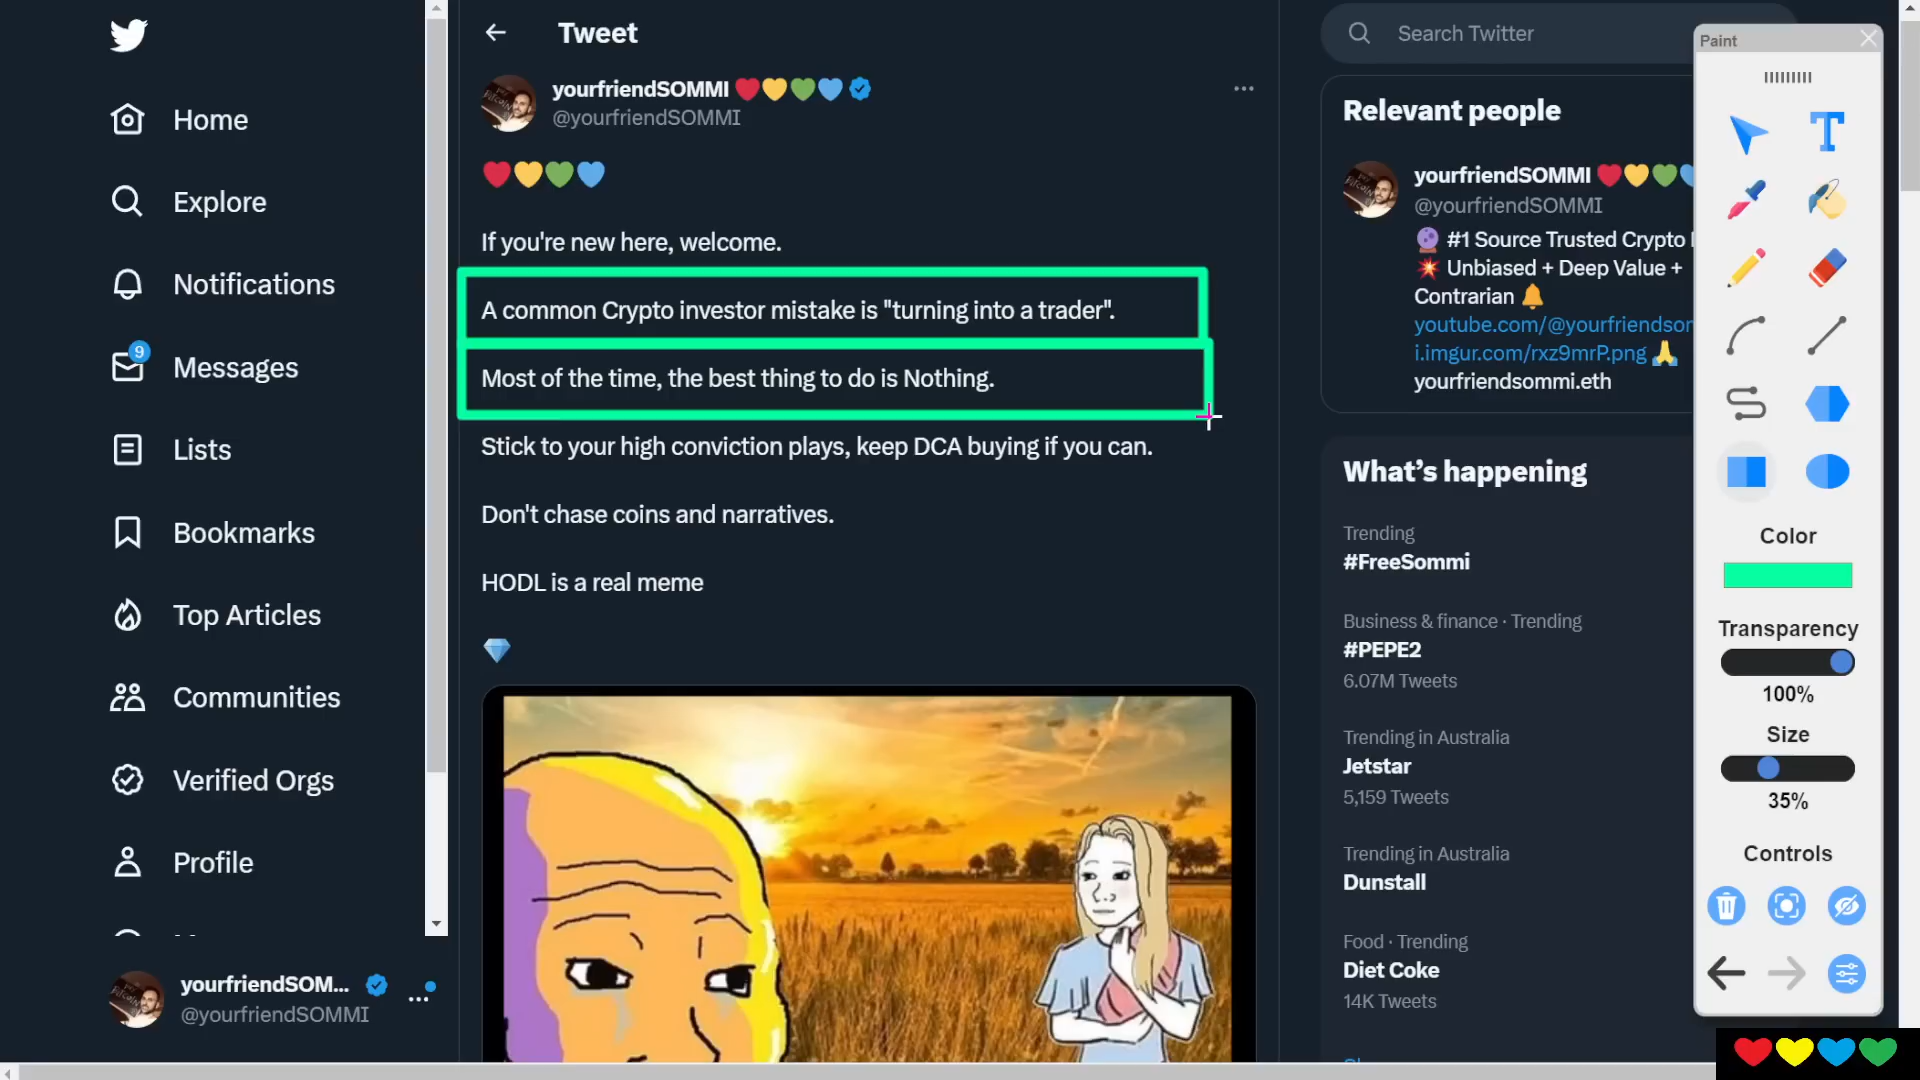 Home
Explore
Notifications
9
Messages
Lists
Bookmarks
Top Articles
Communities
Verified Orgs
Profile
yourfriendSOM...
@yourfriendSOMMI
Tweet
yourfriendSOMMI
@yourfriendSOMMI
If you're new here, welcome.
A common Crypto investor mistake is "turning into a trader".
Most of the time, the best thing to do is Nothing.
Stick to your high conviction plays, keep DCA buying if you can.
Don't chase coins and narratives.
HODL is a real meme
Search Twitter
Relevant people
yourfriendSOMMI
@yourfriendSOMMI
#1 Source Trusted Crypto
Unbiased + Deep Value +
Contrarian
youtube.com/@yourfriendsom
i.imgur.com/rxz9mrP.png
yourfriendsommi.eth
What's happening
Trending
#FreeSommi
Business & finance · Trending
#PEPE2
6.07M Tweets
Trending in Australia
Jetstar
5,159 Tweets
Trending in Australia
Dunstall
Food · Trending
Diet Coke
14K Tweets
Paint
T
Color
Transparency
100%
Size
35%
Controls